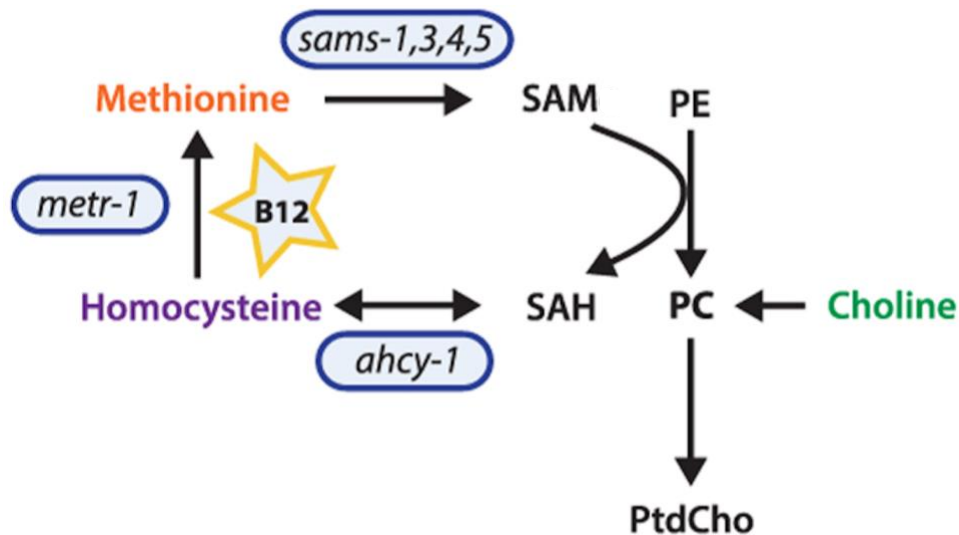 sams-1,3,4,5
Methionine
SAM
PE
metr-1
B12
Homocysteine
SAH
PC
Choline
ahcy-1
PtdCho